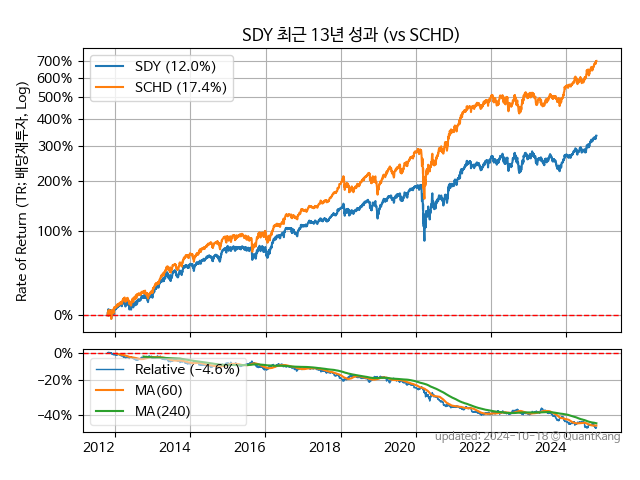 SDY 최근 13년 성과 (vs SCHD)
Rate of Return (TR; 배당재투자, Log)
700%
600%
500%
400%
300%
200%
100%
0%
SDY (12.0%)
SCHD (17.4%)
0%
−20%
−40%
Relative (−4.6%)
MA(60)
MA(240)
updated: 2024-10-18 © QuantKang
2012 2014 2016 2018 2020 2022 2024